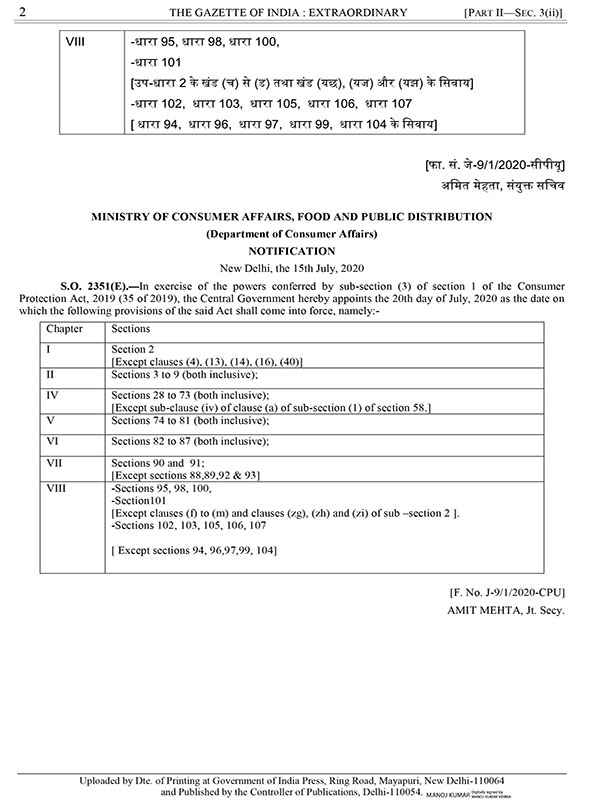 2 THE GAZETTE OF INDIA : EXTRAORDINARY [PART II—SEC. 3(ii)]
VIII -धारा 95, धारा 98, धारा 100,
-धारा 101
[उप-धारा 2 के खंड (च) से (ड) तथा खंड (यछ), (यज) और (यझ) के सिवाय]
-धारा 102, धारा 103, धारा 105, धारा 106, धारा 107
[ धारा 94, धारा 96, धारा 97, धारा 99, धारा 104 के सिवाय]
[फा. सं. जे-9/1/2020-सीपीयू]
अमित मेहता, संयुक्त सचिव
MINISTRY OF CONSUMER AFFAIRS, FOOD AND PUBLIC DISTRIBUTION
(Department of Consumer Affairs)
NOTIFICATION
New Delhi, the 15th July, 2020
S.O. 2351(E).—In exercise of the powers conferred by sub-section (3) of section 1 of the Consumer
Protection Act, 2019 (35 of 2019), the Central Government hereby appoints the 20th day of July, 2020 as the date on
which the following provisions of the said Act shall come into force, namely:-
Chapter Sections
I Section 2
[Except clauses (4), (13), (14), (16), (40)]
II Sections 3 to 9 (both inclusive);
IV Sections 28 to 73 (both inclusive);
[Except sub-clause (iv) of clause (a) of sub-section (1) of section 58.]
V Sections 74 to 81 (both inclusive);
VI Sections 82 to 87 (both inclusive);
VII Sections 90 and 91;
[Except sections 88,89,92 & 93]
VIII -Sections 95, 98, 100,
-Section101
[Except clauses (f) to (m) and clauses (zg), (zh) and (zi) of sub –section 2 ].
-Sections 102, 103, 105, 106, 107
[ Except sections 94, 96,97,99, 104]
[F. No. J-9/1/2020-CPU]
AMIT MEHTA, Jt. Secy.
Uploaded by Dte. of Printing at Government of India Press, Ring Road, Mayapuri, New Delhi-110064
and Published by the Controller of Publications, Delhi-110054. MANOJ KUMAR Digitally signed by
MANOJ KUMAR VERMA